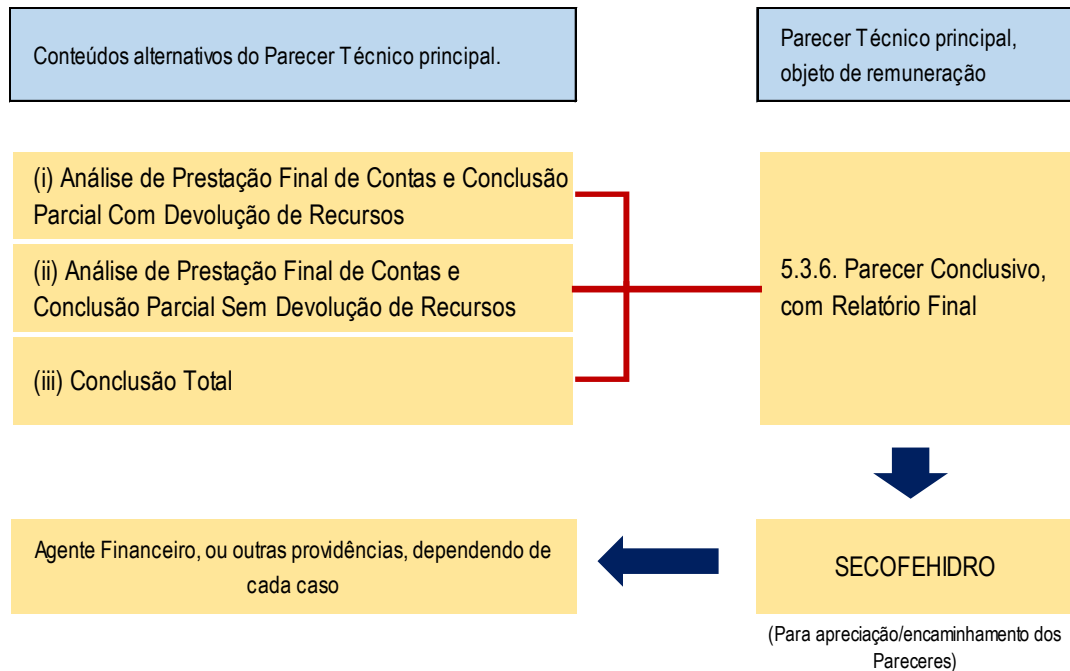 Conteúdos alternativos do Parecer Técnico principal.
Parecer Técnico principal,
objeto de remuneração
(i) Análise de Prestação Final de Contas e Conclusão
Parcial Com Devolução de Recursos
(ii) Análise de Prestação Final de Contas e
Conclusão Parcial Sem Devolução de Recursos
(iii) Conclusão Total
5.3.6. Parecer Conclusivo,
com Relatório Final
Agente Financeiro, ou outras providências, dependendo de
cada caso
SECOFEHIDRO
(Para apreciação/encaminhamento dos
Pareceres)